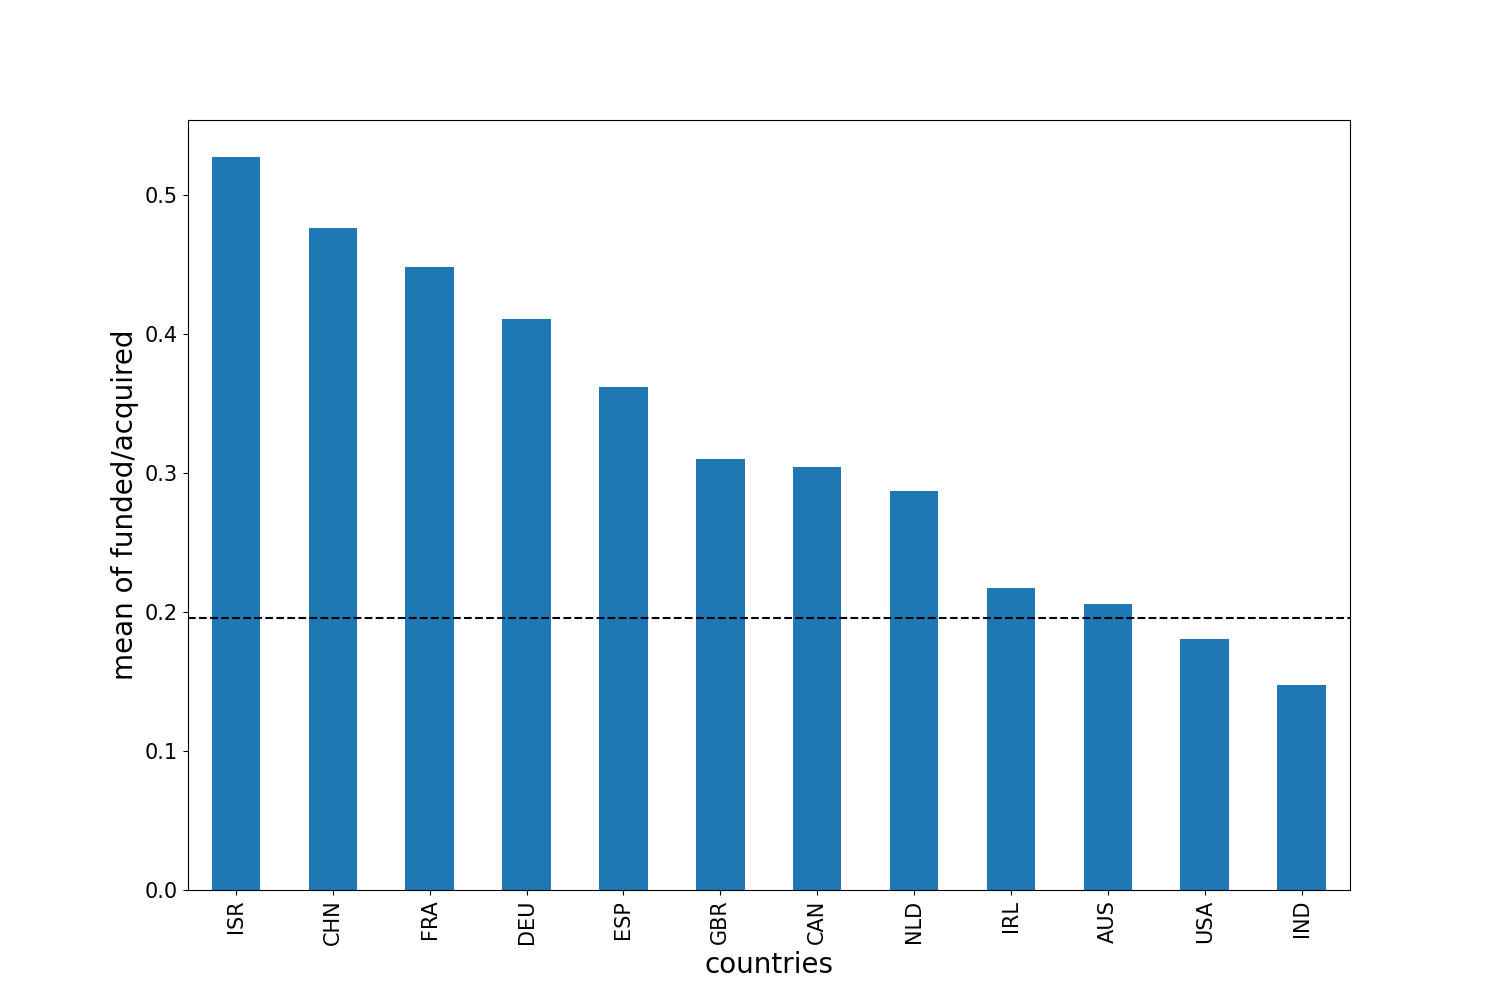 mean of funded/acquired
0.5
0.4
0.3
0.2
0.1
0.0
ISR
CHN
FRA
DEU
ESP
GBR
CAN
NLD
IRL
AUS
USA
IND
countries